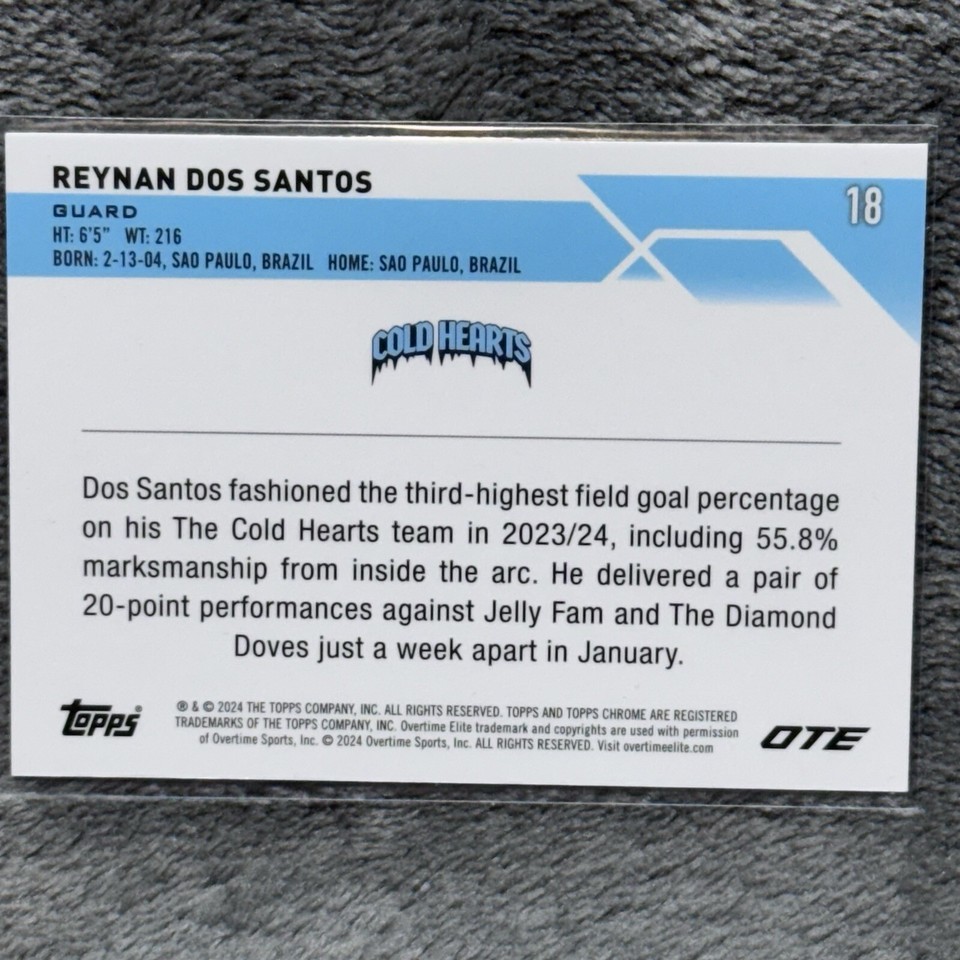 REYNAN DOS SANTOS
18
GUARD
HT: 6'5" WT: 216
BORN: 2-13-04, SAO PAULO, BRAZIL HOME: SAO PAULO, BRAZIL
COLD HEARTS
Dos Santos fashioned the third-highest field goal percentage
on his The Cold Hearts team in 2023/24, including 55.8%
marksmanship from inside the arc. He delivered a pair of
20-point performances against Jelly Fam and The Diamond
Doves just a week apart in January.
Topps®
® & © 2024 THE TOPPS COMPANY, INC. ALL RIGHTS RESERVED. TOPPS AND TOPPS CHROME ARE REGISTERED
TRADEMARKS OF THE TOPPS COMPANY, INC. Overtime Elite trademark and copyrights are used with permission
of Overtime Sports, Inc. © 2024 Overtime Sports, Inc. ALL RIGHTS RESERVED. Visit overtimeelite.com
OTE